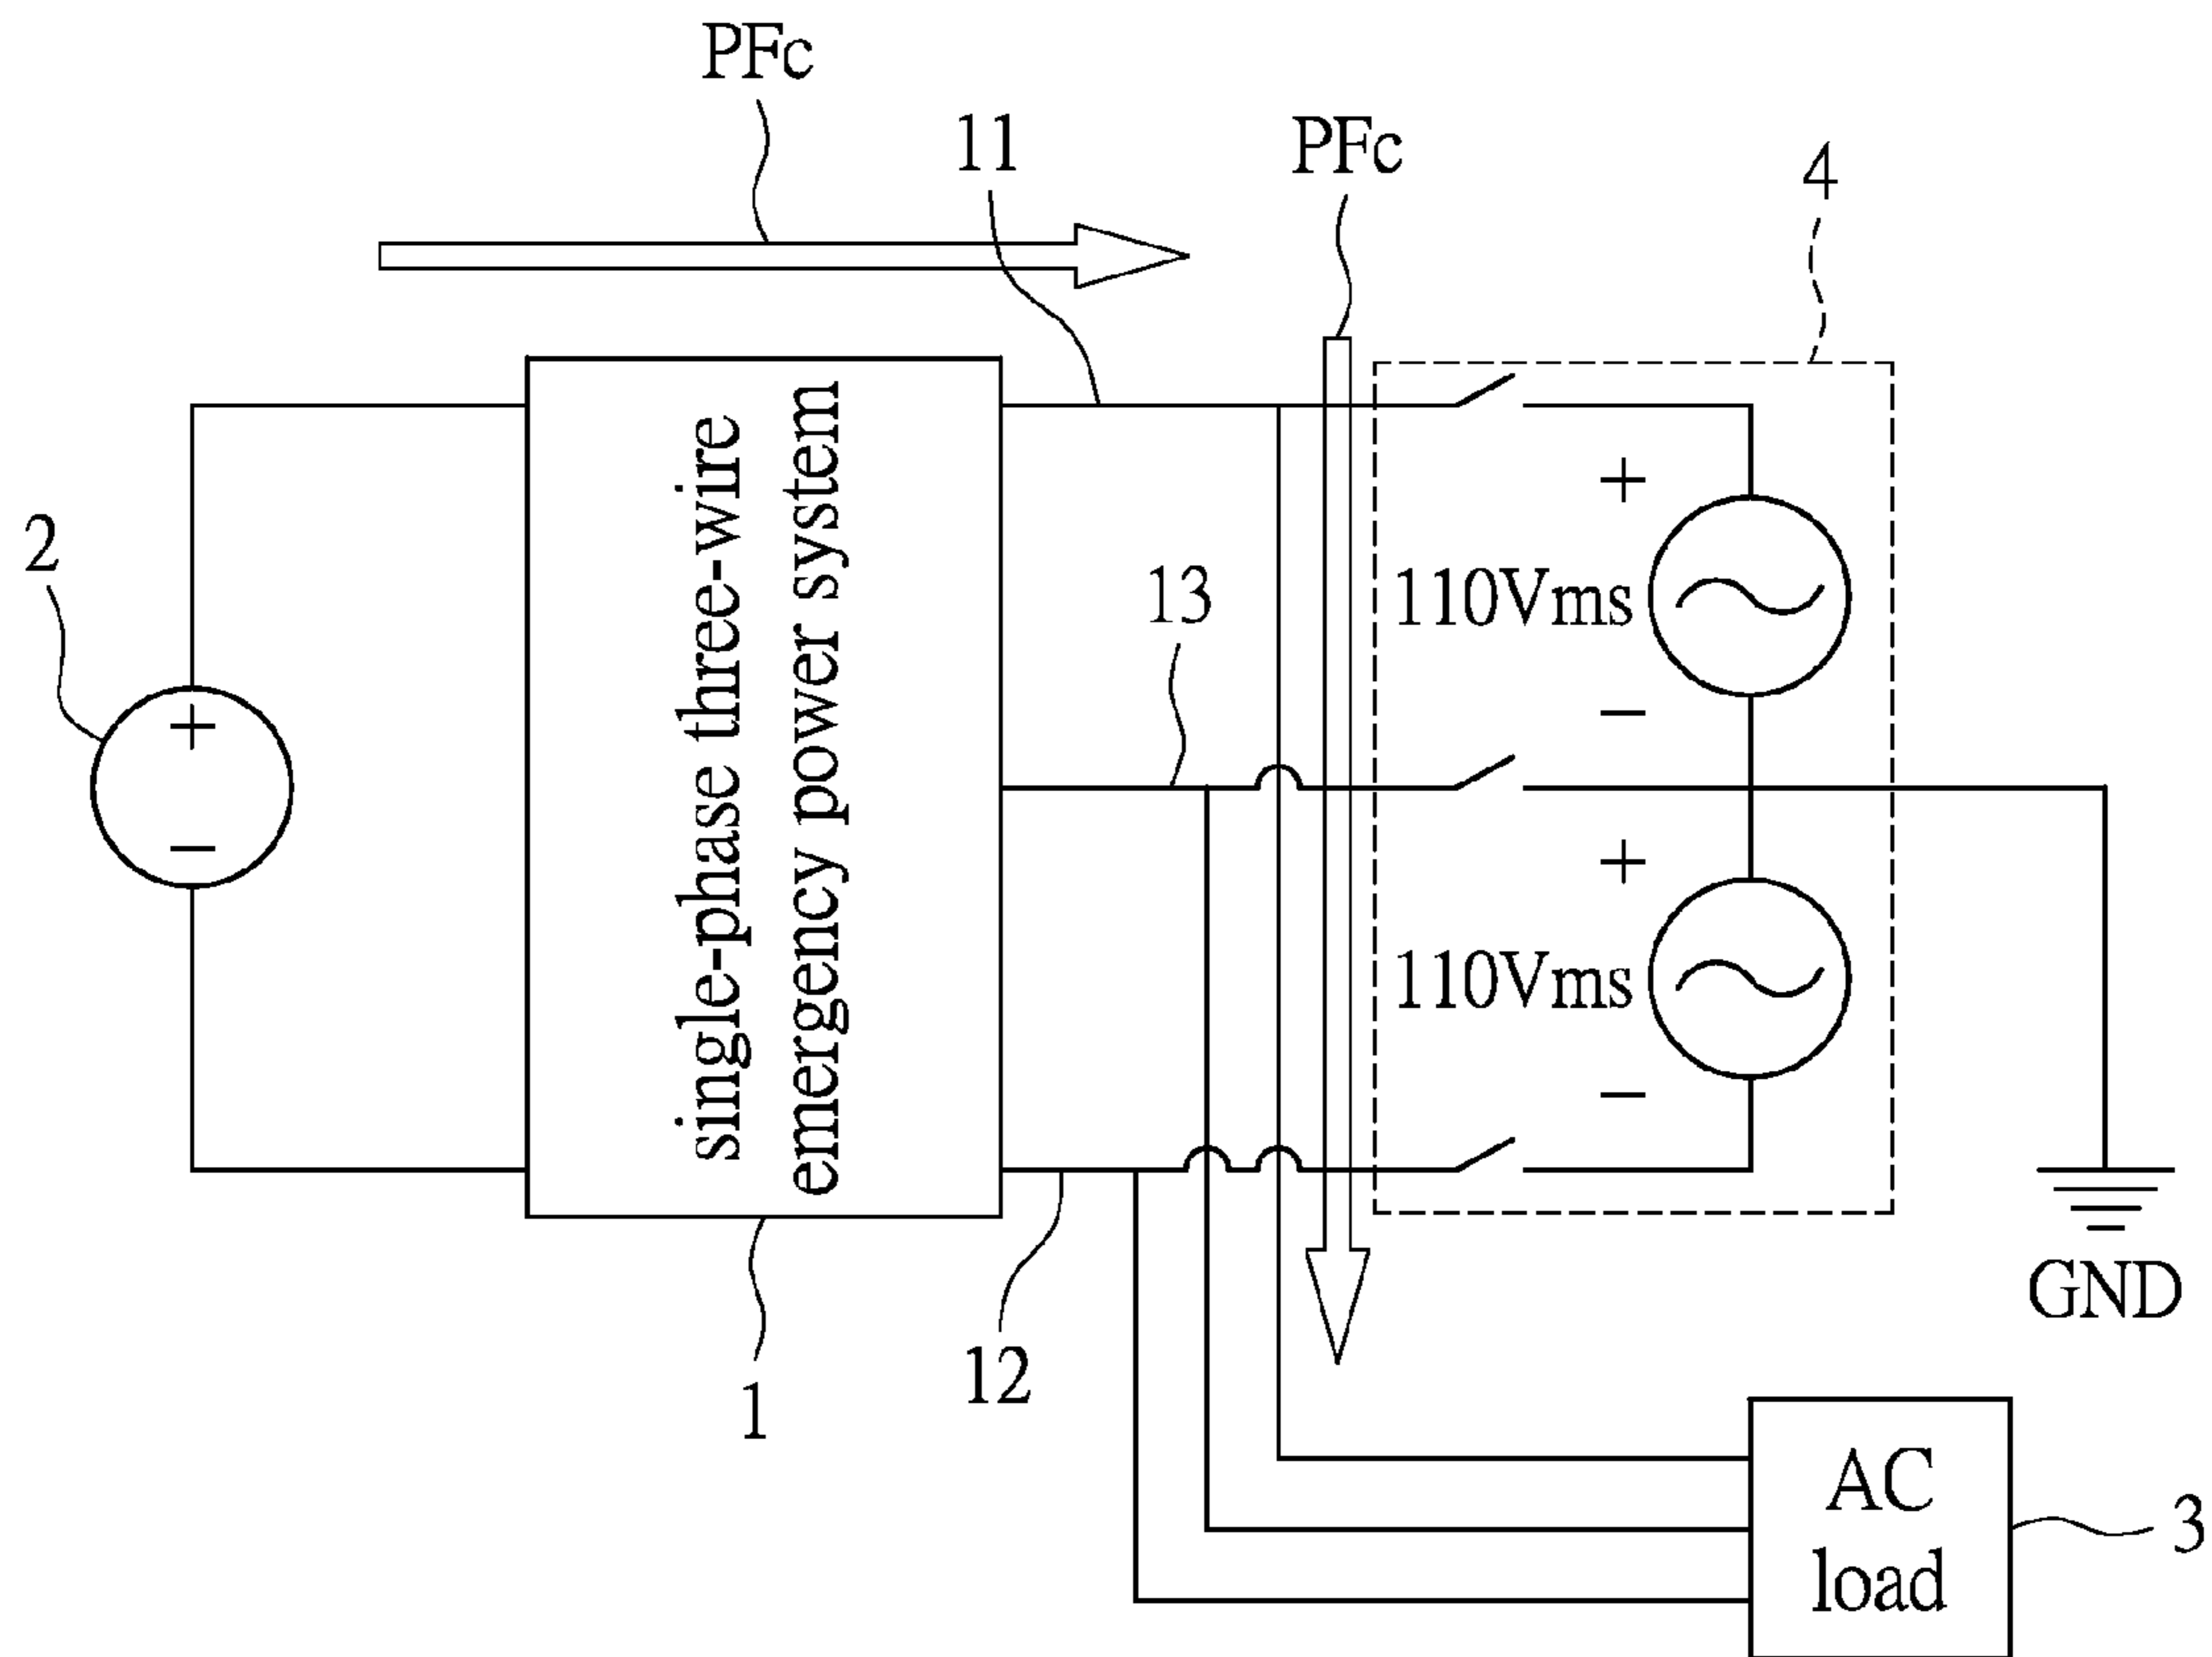 PFc
11
PFc
4
2
13
single-phase three-wire
emergency power system
+
110Vms
−
+
−
+
110Vms
−
12
1
GND
AC
load
3